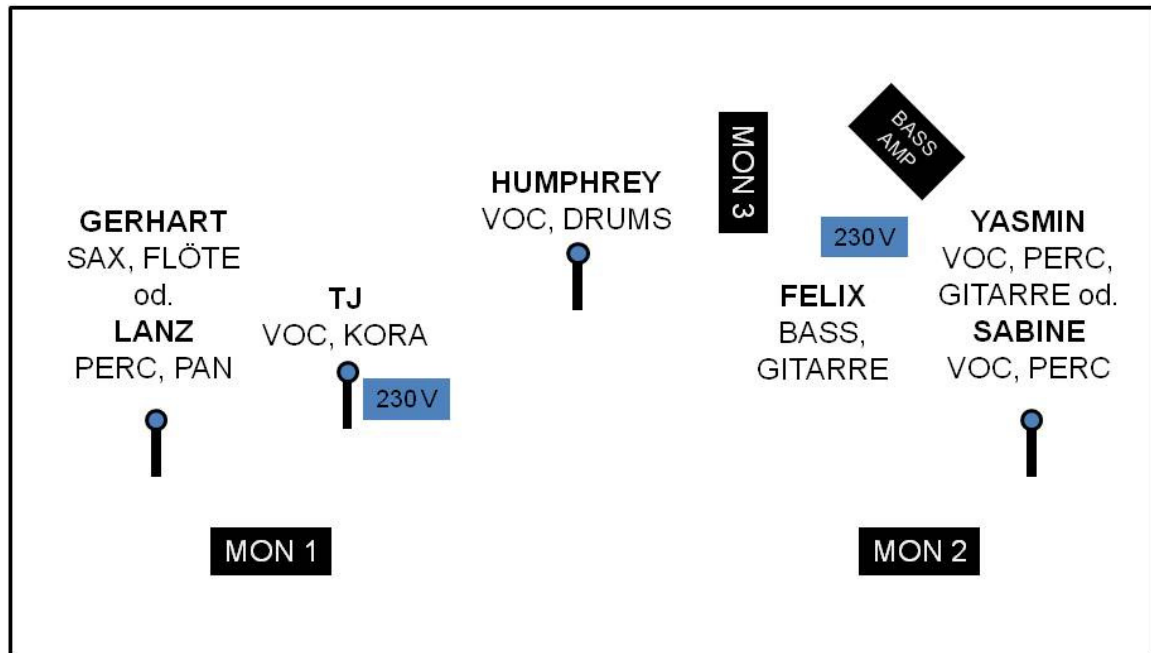 GERHART
SAX, FLÖTE
od.
LANZ
PERC, PAN
TJ
VOC, KORA
230 V
HUMPHREY
VOC, DRUMS
MON 3
BASS
AMP
230 V
FELIX
BASS,
GITARRE
YASMIN
VOC, PERC,
GITARRE od.
SABINE
VOC, PERC
MON 1
MON 2